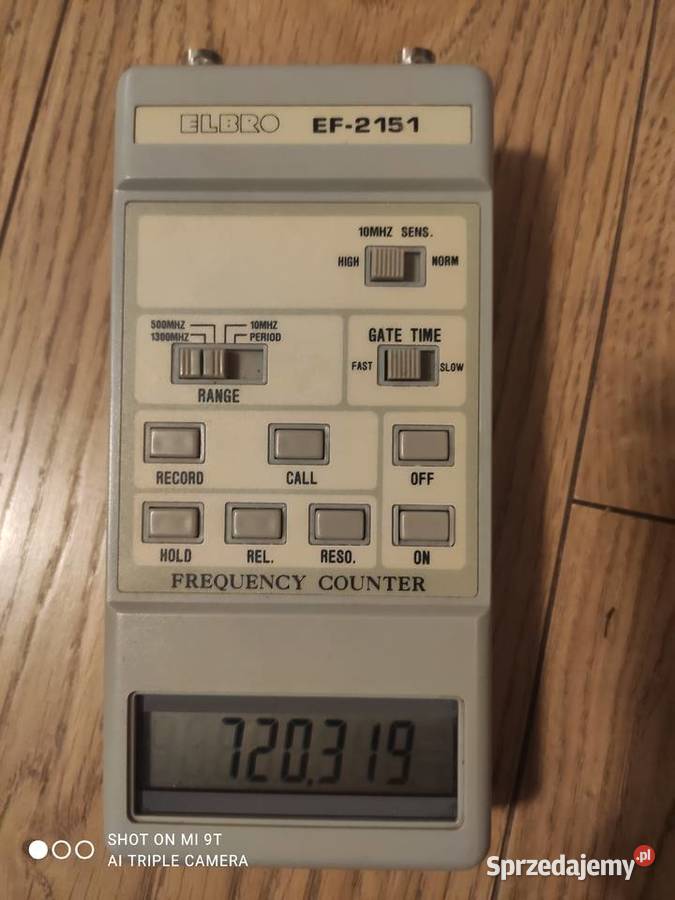 ELBRO EF-2151
10MHZ SENS.
HIGH NORM
500MHZ 10MHZ
1300MHZ PERIOD
RANGE
GATE TIME
FAST SLOW
RECORD CALL OFF
HOLD REL. RESO. ON
FREQUENCY COUNTER
720.319
SHOT ON MI 9T
AI TRIPLE CAMERA
Sprzedajemy.pl